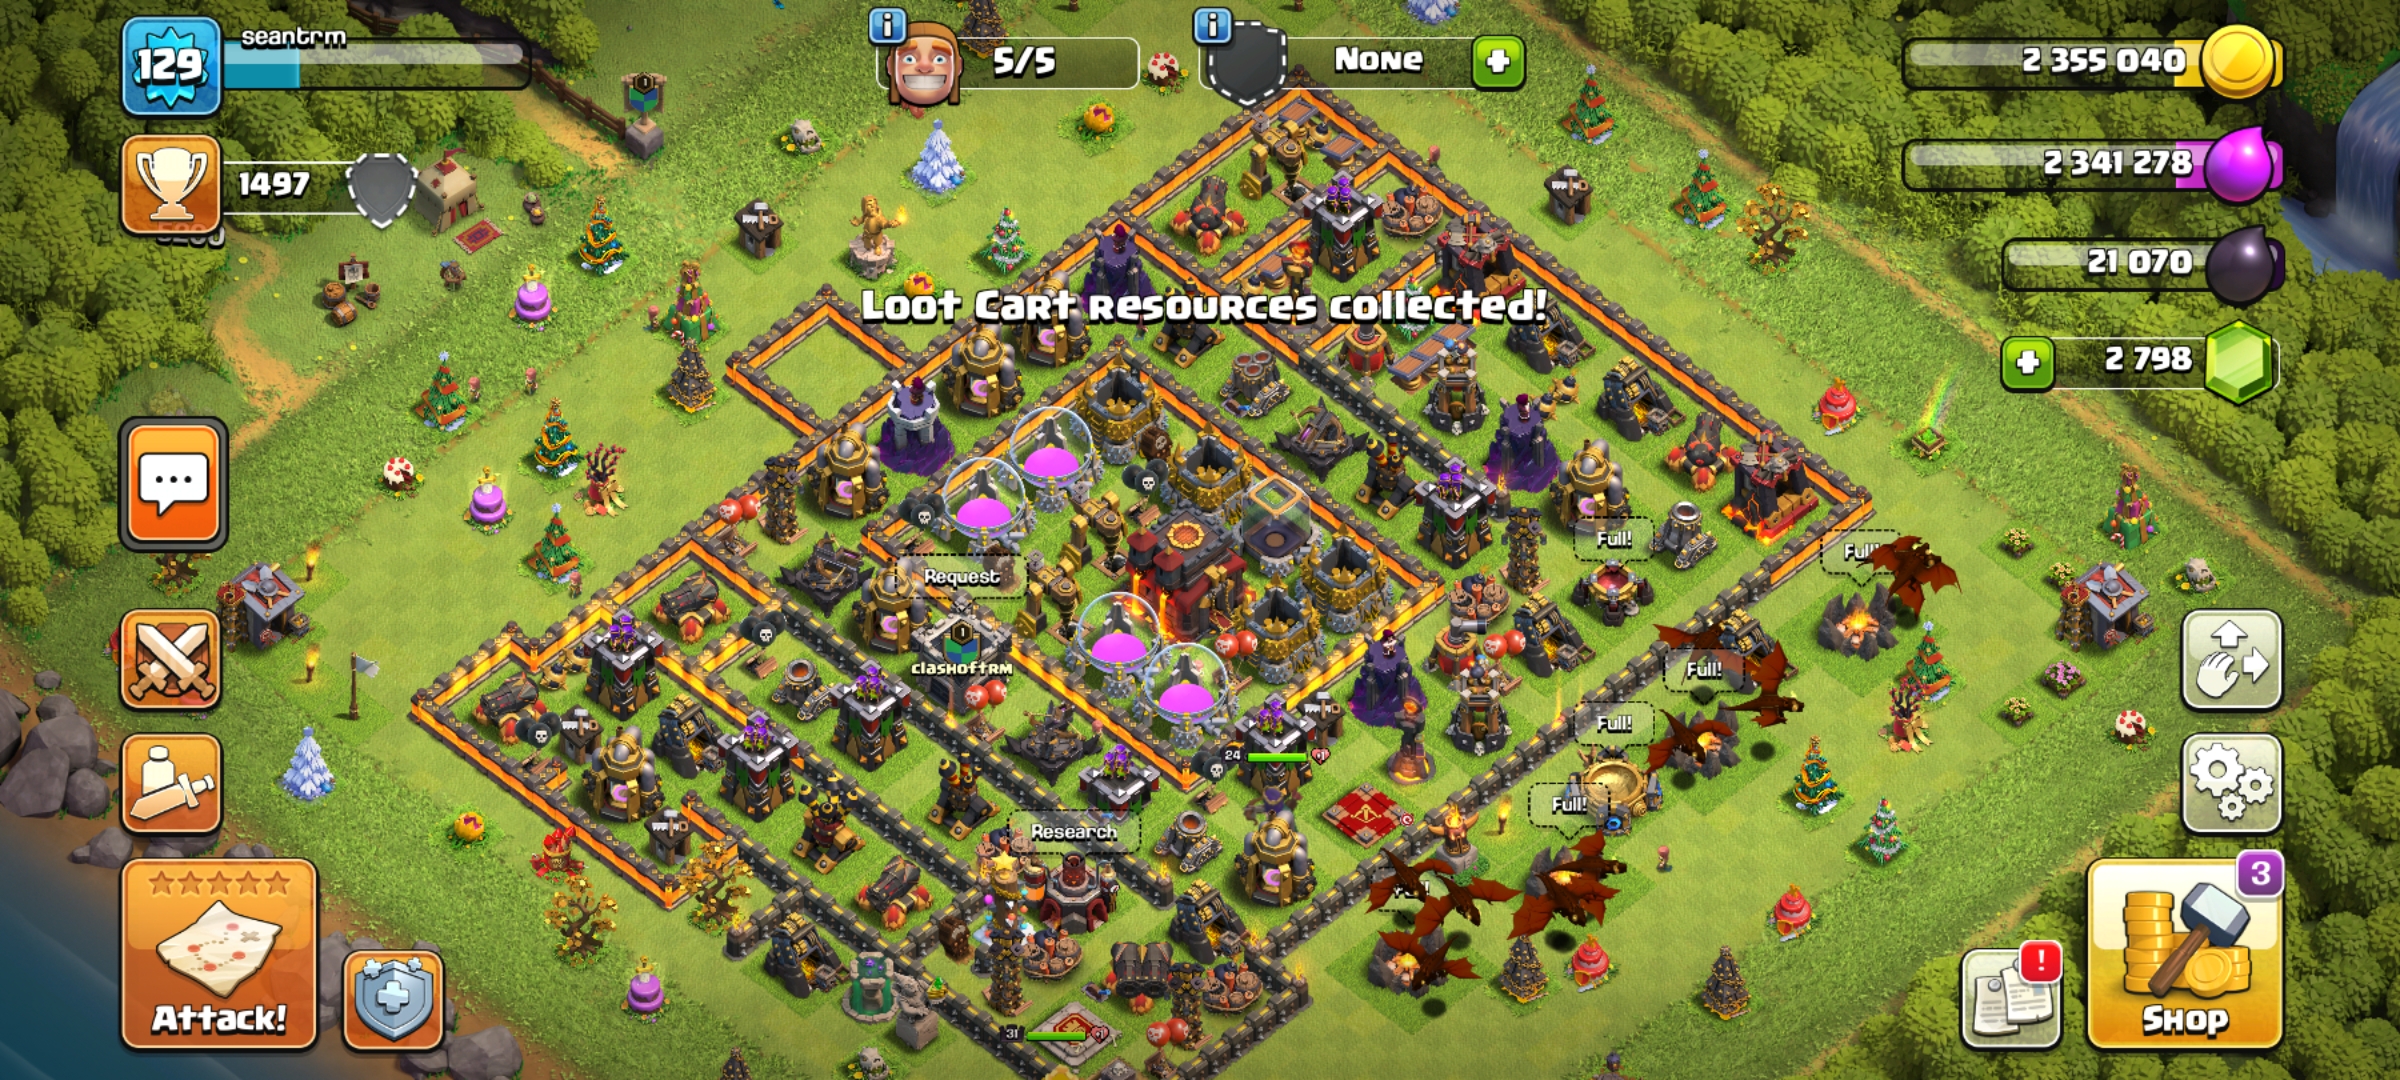 129
seantrm
5/5
None
2 355 040
1497
2 341 278
21 070
Loot Cart resources collected!
2 798
Full!
Full!
Request
clashoftrm
Full!
Full!
24
Full!
Research
3
Attack!
31
!
Shop